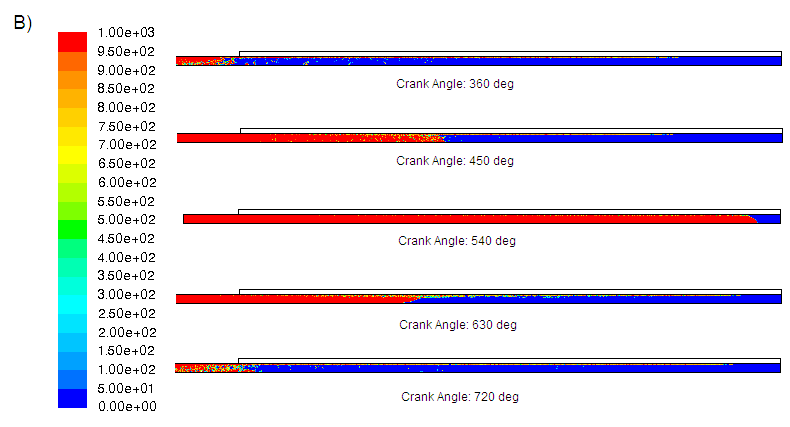 B)
1.00e+03
9.50e+02
9.00e+02
8.50e+02
8.00e+02
7.50e+02
7.00e+02
6.50e+02
6.00e+02
5.50e+02
5.00e+02
4.50e+02
4.00e+02
3.50e+02
3.00e+02
2.50e+02
2.00e+02
1.50e+02
1.00e+02
5.00e+01
0.00e+00
Crank Angle: 360 deg
Crank Angle: 450 deg
Crank Angle: 540 deg
Crank Angle: 630 deg
Crank Angle: 720 deg